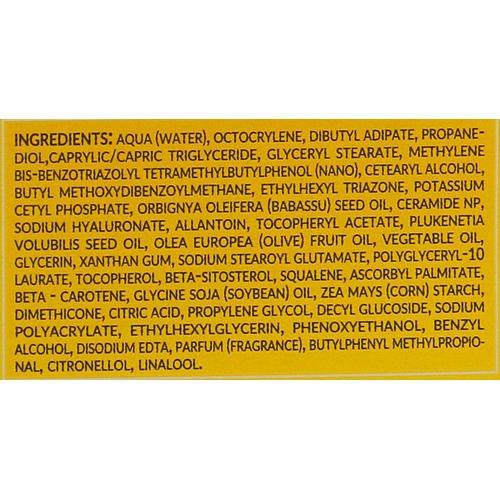 INGREDIENTS: AQUA (WATER), OCTOCRYLENE, DIBUTYL ADIPATE, PROPANE-
DIOL,CAPRYLIC/CAPRIC TRIGLYCERIDE, GLYCERYL STEARATE, METHYLENE
BIS-BENZOTRIAZOLYL TETRAMETHYLBUTYLPHENOL (NANO), CETEARYL ALCOHOL,
BUTYL METHOXYDIBENZOYLMETHANE, ETHYLHEXYL TRIAZONE, POTASSIUM
CETYL PHOSPHATE, ORBIGNYA OLEIFERA (BABASSU) SEED OIL, CERAMIDE NP,
SODIUM HYALURONATE, ALLANTOIN, TOCOPHERYL ACETATE, PLUKENETIA
VOLUBILIS SEED OIL, OLEA EUROPEA (OLIVE) FRUIT OIL, VEGETABLE OIL,
GLYCERIN, XANTHAN GUM, SODIUM STEAROYL GLUTAMATE, POLYGLYCERYL-10
LAURATE, TOCOPHEROL, BETA-SITOSTEROL, SQUALENE, ASCORBYL PALMITATE,
BETA - CAROTENE, GLYCINE SOJA (SOYBEAN) OIL, ZEA MAYS (CORN) STARCH,
DIMETHICONE, CITRIC ACID, PROPYLENE GLYCOL, DECYL GLUCOSIDE, SODIUM
POLYACRYLATE, ETHYLHEXYLGLYCERIN, PHENOXYETHANOL, BENZYL
ALCOHOL, DISODIUM EDTA, PARFUM (FRAGRANCE), BUTYLPHENYL METHYLPROPIO-
NAL, CITRONELLOL, LINALOOL.